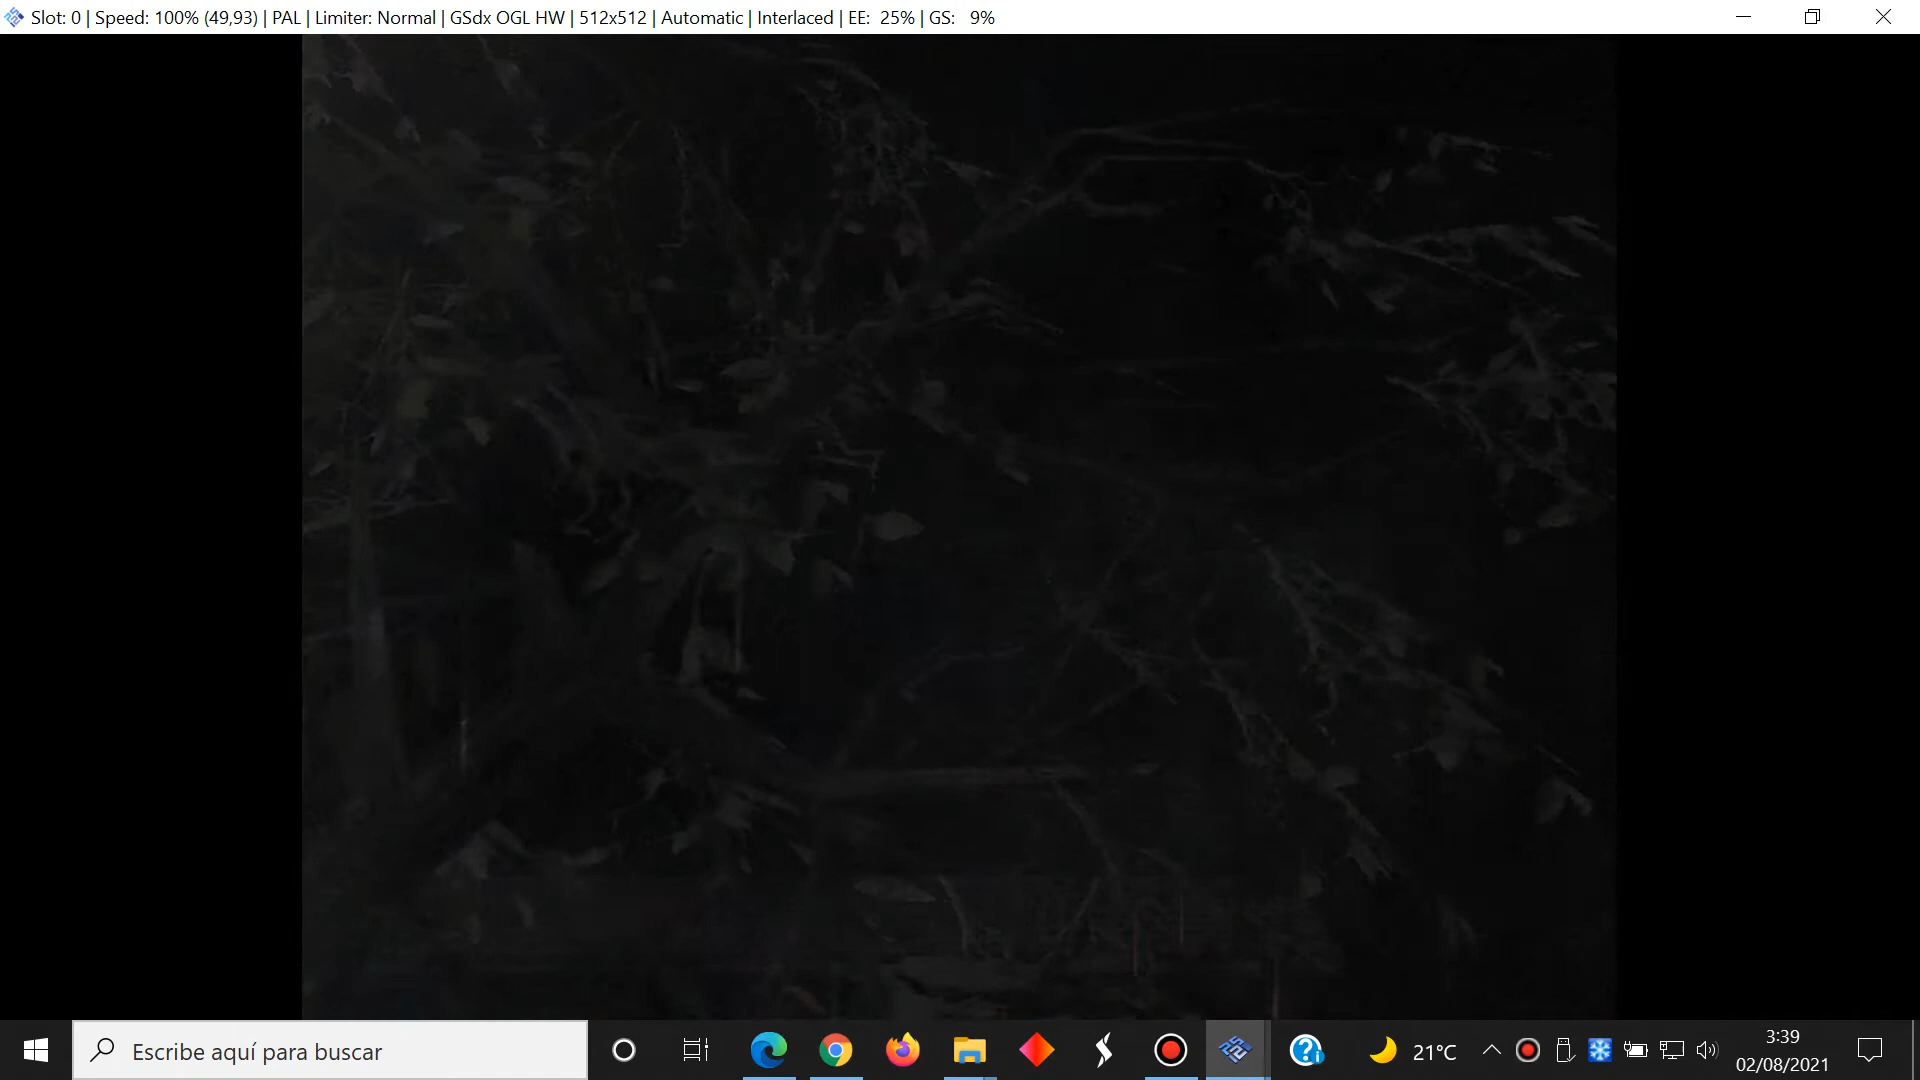 Slot: 0 | Speed: 100% (49,93) | PAL | Limiter: Normal | GSdx OGL HW | 512x512 | Automatic | Interlaced | EE:  25% | GS:   9%
Escribe aquí para buscar
21°C
3:39
02/08/2021